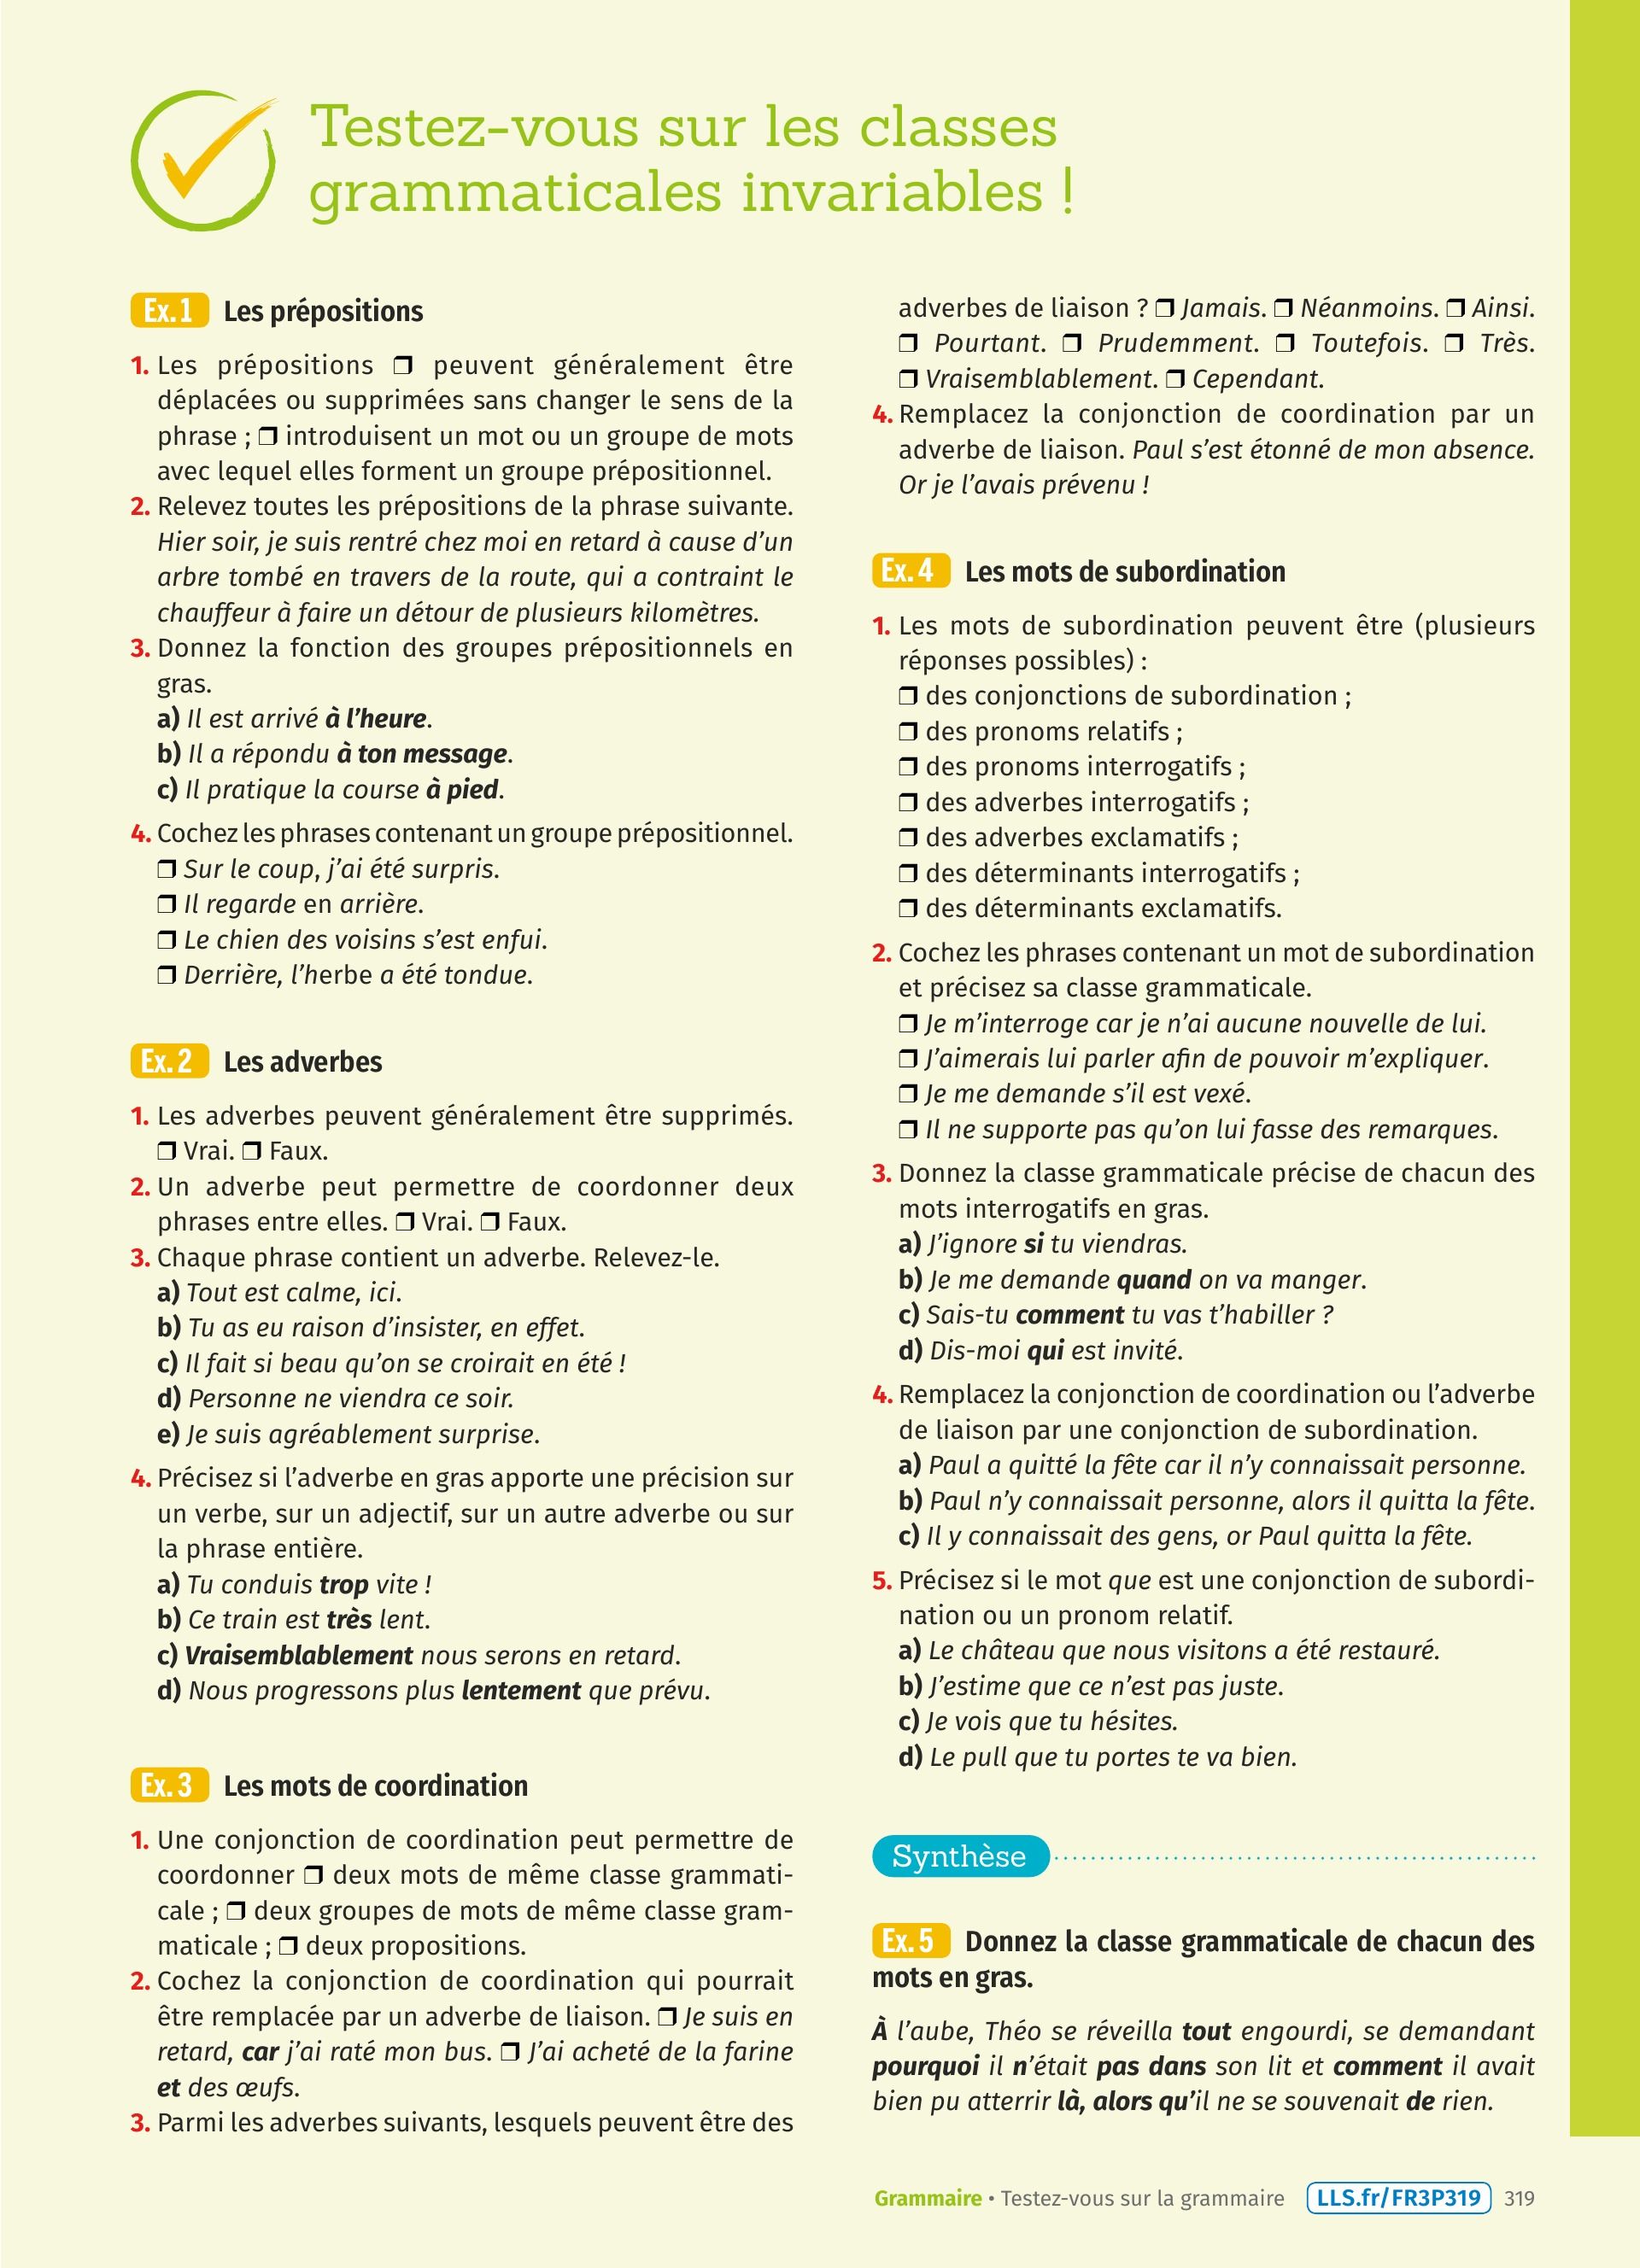 Testez-vous sur les classes
grammaticales invariables !
Ex. 1 Les prépositions
1. Les prépositions ❒ peuvent généralement être
déplacées ou supprimées sans changer le sens de la
phrase ; ❒ introduisent un mot ou un groupe de mots
avec lequel elles forment un groupe prépositionnel.
2. Relevez toutes les prépositions de la phrase suivante.
Hier soir, je suis rentré chez moi en retard à cause d’un
arbre tombé en travers de la route, qui a contraint le
chauffeur à faire un détour de plusieurs kilomètres.
3. Donnez la fonction des groupes prépositionnels en
gras.
a) Il est arrivé à l’heure.
b) Il a répondu à ton message.
c) Il pratique la course à pied.
4. Cochez les phrases contenant un groupe prépositionnel.
❒ Sur le coup, j’ai été surpris.
❒ Il regarde en arrière.
❒ Le chien des voisins s’est enfui.
❒ Derrière, l’herbe a été tondue.
Ex. 2 Les adverbes
1. Les adverbes peuvent généralement être supprimés.
❒ Vrai. ❒ Faux.
2. Un adverbe peut permettre de coordonner deux
phrases entre elles. ❒ Vrai. ❒ Faux.
3. Chaque phrase contient un adverbe. Relevez-le.
a) Tout est calme, ici.
b) Tu as eu raison d’insister, en effet.
c) Il fait si beau qu’on se croirait en été !
d) Personne ne viendra ce soir.
e) Je suis agréablement surprise.
4. Précisez si l’adverbe en gras apporte une précision sur
un verbe, sur un adjectif, sur un autre adverbe ou sur
la phrase entière.
a) Tu conduis trop vite !
b) Ce train est très lent.
c) Vraisemblablement nous serons en retard.
d) Nous progressons plus lentement que prévu.
Ex. 3 Les mots de coordination
1. Une conjonction de coordination peut permettre de
coordonner ❒ deux mots de même classe grammati-
cale ; ❒ deux groupes de mots de même classe gram-
maticale ; ❒ deux propositions.
2. Cochez la conjonction de coordination qui pourrait
être remplacée par un adverbe de liaison. ❒ Je suis en
retard, car j’ai raté mon bus. ❒ J’ai acheté de la farine
et des œufs.
3. Parmi les adverbes suivants, lesquels peuvent être des
adverbes de liaison ? ❒ Jamais. ❒ Néanmoins. ❒ Ainsi.
❒ Pourtant. ❒ Prudemment. ❒ Toutefois. ❒ Très.
❒ Vraisemblablement. ❒ Cependant.
4. Remplacez la conjonction de coordination par un
adverbe de liaison. Paul s’est étonné de mon absence.
Or je l’avais prévenu !
Ex. 4 Les mots de subordination
1. Les mots de subordination peuvent être (plusieurs
réponses possibles) :
❒ des conjonctions de subordination ;
❒ des pronoms relatifs ;
❒ des pronoms interrogatifs ;
❒ des adverbes interrogatifs ;
❒ des adverbes exclamatifs ;
❒ des déterminants interrogatifs ;
❒ des déterminants exclamatifs.
2. Cochez les phrases contenant un mot de subordination
et précisez sa classe grammaticale.
❒ Je m’interroge car je n’ai aucune nouvelle de lui.
❒ J’aimerais lui parler afin de pouvoir m’expliquer.
❒ Je me demande s’il est vexé.
❒ Il ne supporte pas qu’on lui fasse des remarques.
3. Donnez la classe grammaticale précise de chacun des
mots interrogatifs en gras.
a) J’ignore si tu viendras.
b) Je me demande quand on va manger.
c) Sais-tu comment tu vas t’habiller ?
d) Dis-moi qui est invité.
4. Remplacez la conjonction de coordination ou l’adverbe
de liaison par une conjonction de subordination.
a) Paul a quitté la fête car il n’y connaissait personne.
b) Paul n’y connaissait personne, alors il quitta la fête.
c) Il y connaissait des gens, or Paul quitta la fête.
5. Précisez si le mot que est une conjonction de subordi-
nation ou un pronom relatif.
a) Le château que nous visitons a été restauré.
b) J’estime que ce n’est pas juste.
c) Je vois que tu hésites.
d) Le pull que tu portes te va bien.
Synthèse
Ex. 5 Donnez la classe grammaticale de chacun des
mots en gras.
À l’aube, Théo se réveilla tout engourdi, se demandant
pourquoi il n’était pas dans son lit et comment il avait
bien pu atterrir là, alors qu’il ne se souvenait de rien.
Grammaire • Testez-vous sur la grammaire LLS.fr/FR3P319 319